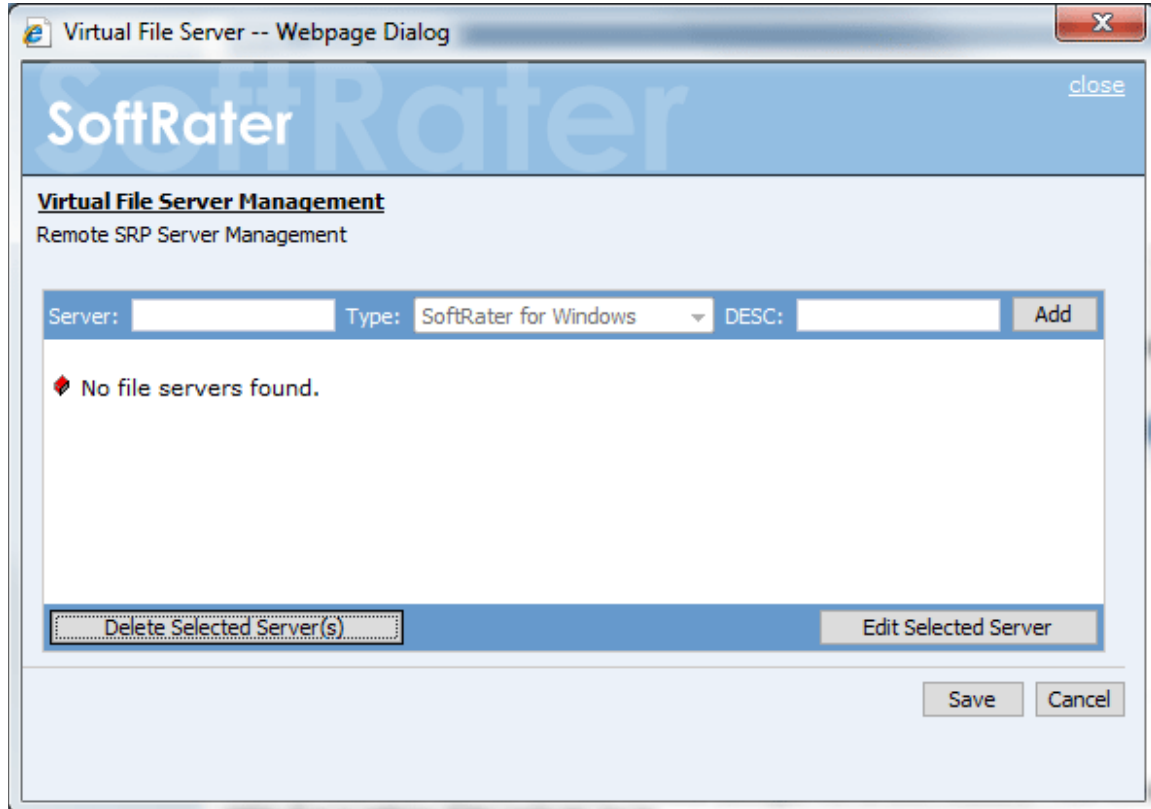 Virtual File Server -- Webpage Dialog
x
SoftRater
close
SoftRater
Virtual File Server Management
Remote SRP Server Management
Server: Type: SoftRater for Windows DESC: Add
No file servers found.
Delete Selected Server(s) Edit Selected Server
Save Cancel